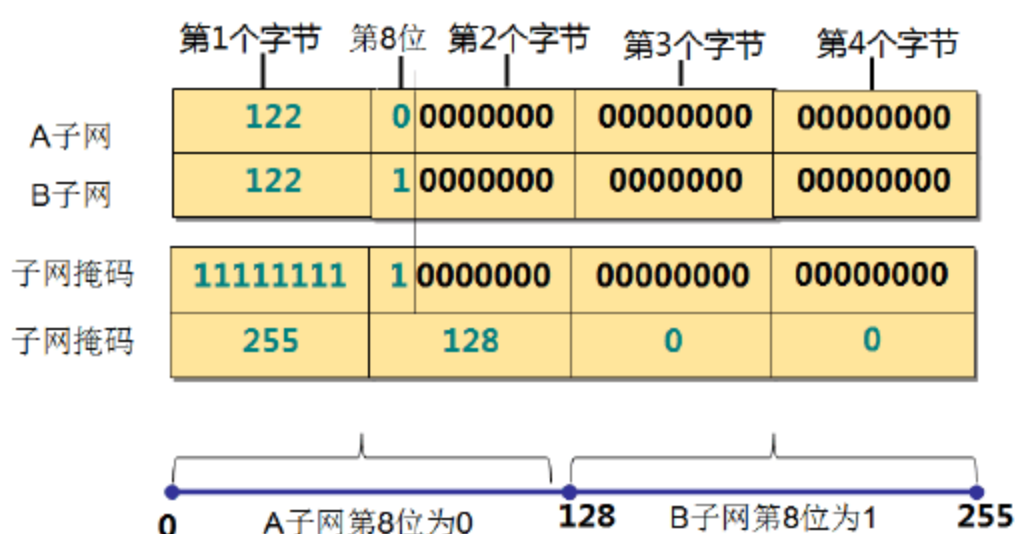 第1个字节 第8位 第2个字节 第3个字节 第4个字节
A子网 122 0 0000000 00000000 00000000
B子网 122 1 0000000 0000000 00000000
子网掩码 11111111 1 0000000 00000000 00000000
子网掩码 255 128 0 0
0 A子网第8位为0 128 B子网第8位为1 255